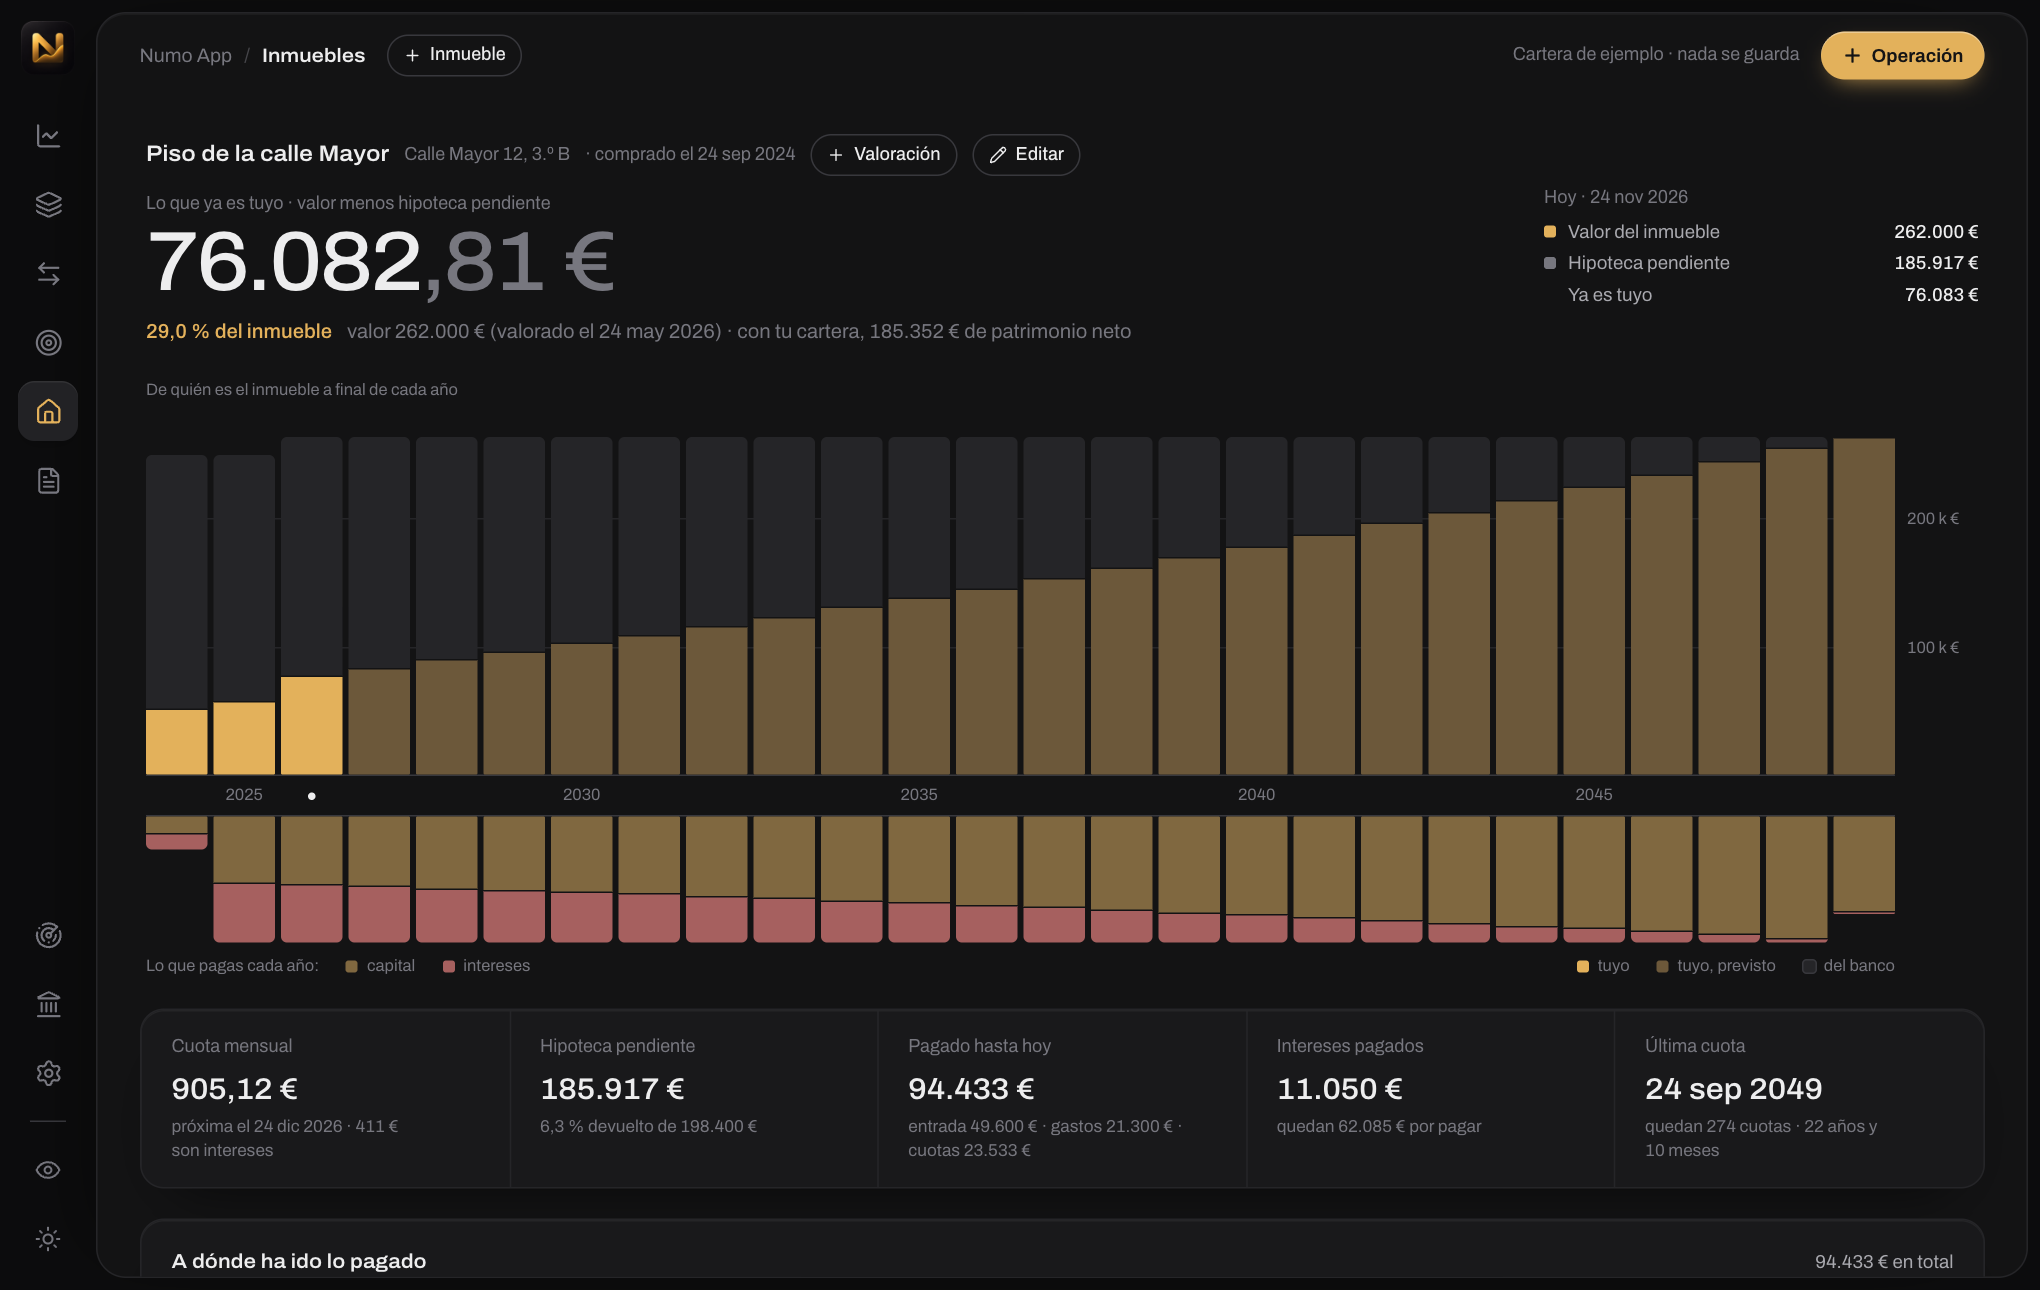 Numo App / Inmuebles + Inmueble
Cartera de ejemplo · nada se guarda
+ Operación
Piso de la calle Mayor Calle Mayor 12, 3.º B · comprado el 24 sep 2024 + Valoración Editar
Lo que ya es tuyo · valor menos hipoteca pendiente
76.082,81 €
29,0 % del inmueble valor 262.000 € (valorado el 24 may 2026) · con tu cartera, 185.352 € de patrimonio neto
Hoy · 24 nov 2026
Valor del inmueble 262.000 €
Hipoteca pendiente 185.917 €
Ya es tuyo 76.083 €
De quién es el inmueble a final de cada año
200 k €
100 k €
2025 2030 2035 2040 2045
Lo que pagas cada año: capital intereses
tuyo tuyo, previsto del banco
Cuota mensual
905,12 €
próxima el 24 dic 2026 · 411 €
son intereses
Hipoteca pendiente
185.917 €
6,3 % devuelto de 198.400 €
Pagado hasta hoy
94.433 €
entrada 49.600 € · gastos 21.300 € ·
cuotas 23.533 €
Intereses pagados
11.050 €
quedan 62.085 € por pagar
Última cuota
24 sep 2049
quedan 274 cuotas · 22 años y
10 meses
A dónde ha ido lo pagado
94.433 € en total